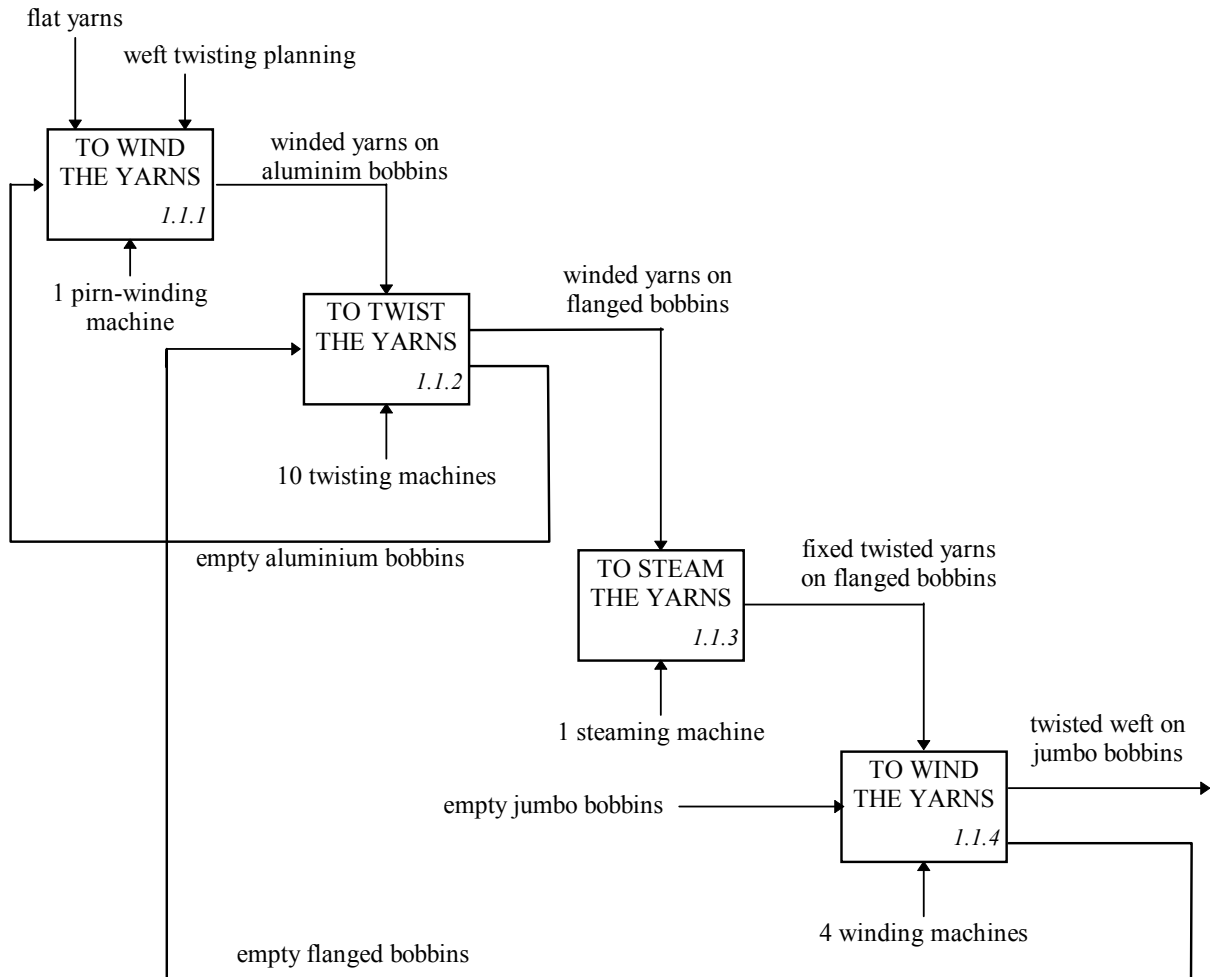 flat yarns
weft twisting planning
TO WIND
THE YARNS
1.1.1
winded yarns on
aluminim bobbins
1 pirn-winding
machine
TO TWIST
THE YARNS
1.1.2
winded yarns on
flanged bobbins
10 twisting machines
empty aluminium bobbins
TO STEAM
THE YARNS
1.1.3
fixed twisted yarns
on flanged bobbins
1 steaming machine
TO WIND
THE YARNS
1.1.4
twisted weft on
jumbo bobbins
empty jumbo bobbins
4 winding machines
empty flanged bobbins